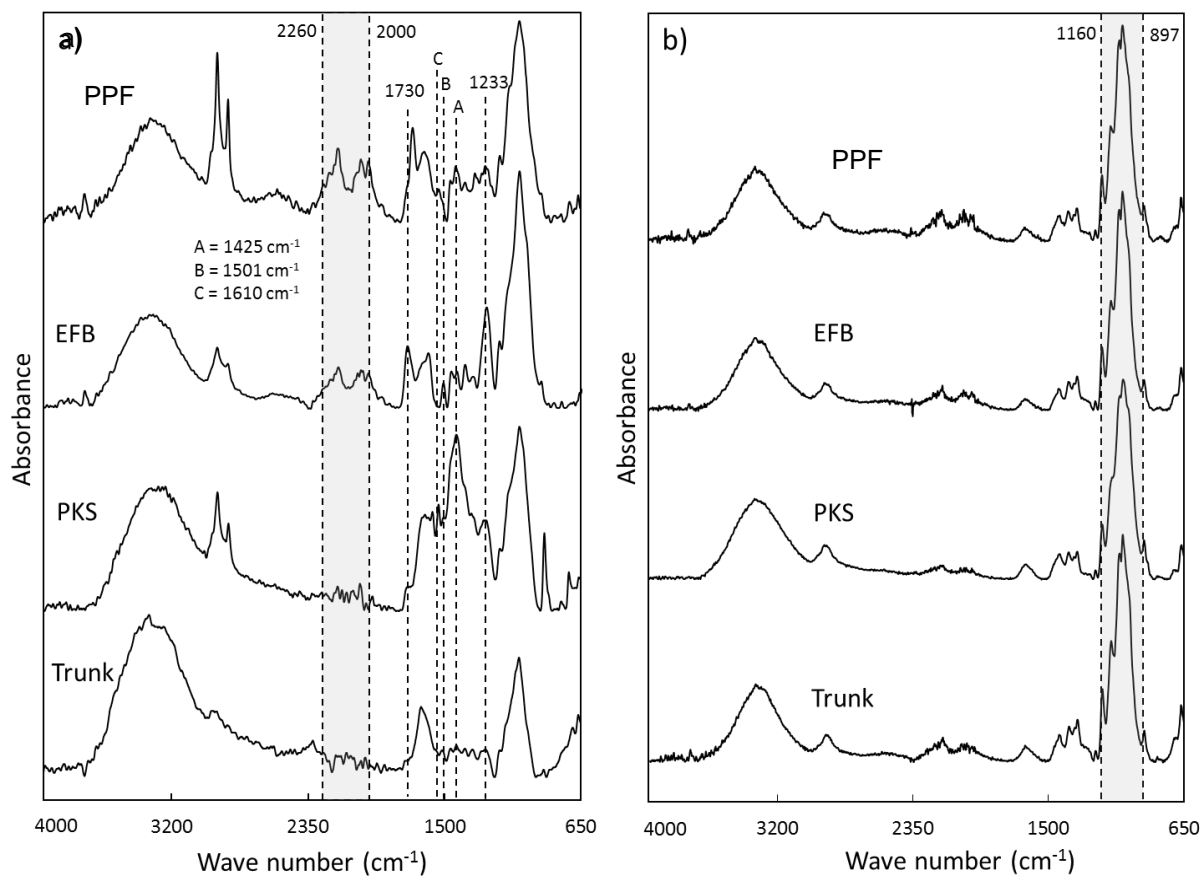 a)
2260
2000
C
B
A
1730
1233
PPF
A = 1425 cm⁻¹
B = 1501 cm⁻¹
C = 1610 cm⁻¹
EFB
PKS
Trunk
Absorbance
4000 3200 2350 1500 650
Wave number (cm⁻¹)
b)
1160
897
PPF
EFB
PKS
Trunk
Absorbance
4000 3200 2350 1500 650
Wave number (cm⁻¹)